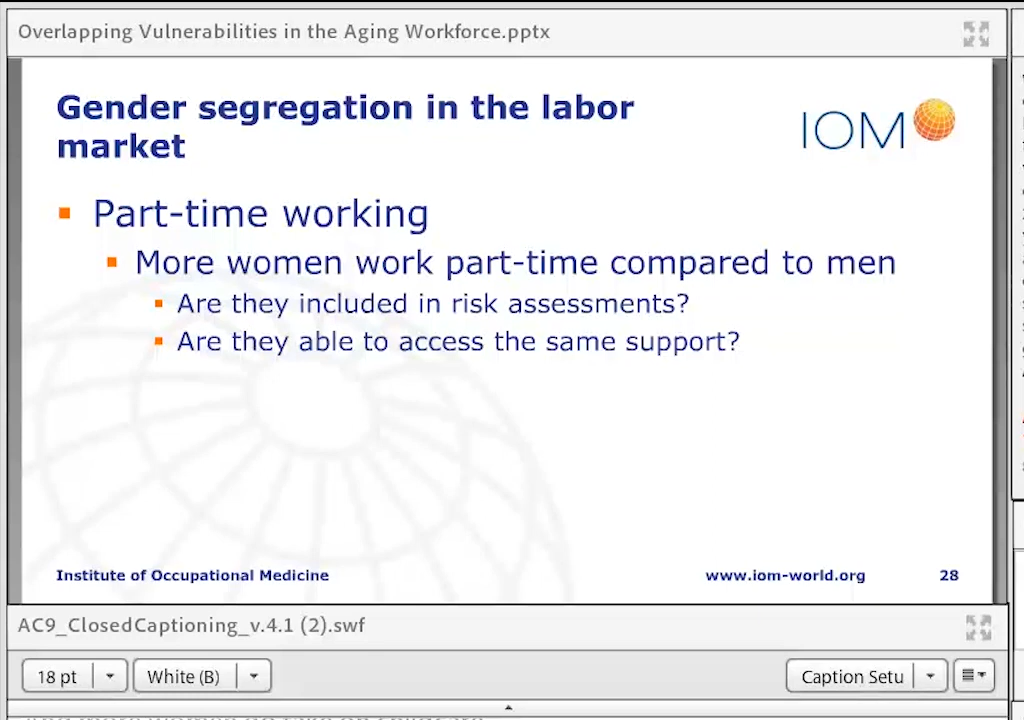 Overlapping Vulnerabilities in the Aging Workforce.pptx
Gender segregation in the labor
market
IOM
Part-time working
More women work part-time compared to men
Are they included in risk assessments?
Are they able to access the same support?
Institute of Occupational Medicine www.iom-world.org 28
AC9_ClosedCaptioning_v.4.1 (2).swf
18 pt White (B) Caption Setu